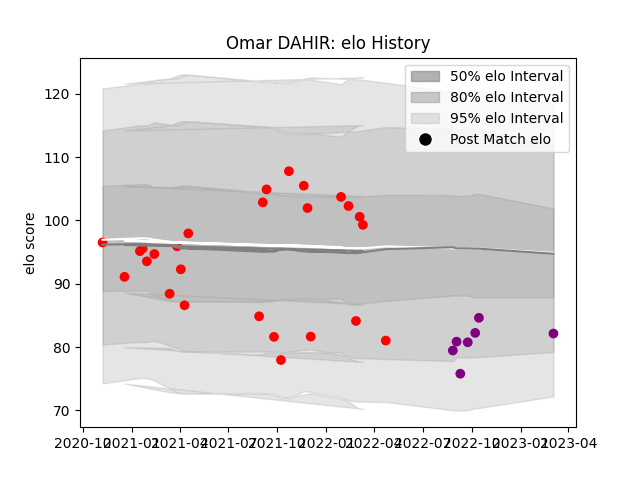 Omar DAHIR: elo History
50% elo Interval
80% elo Interval
95% elo Interval
Post Match elo
elo score
120
110
100
90
80
70
2020-10 2021-01 2021-04 2021-07 2021-10 2022-01 2022-04 2022-07 2022-10 2023-01 2023-04